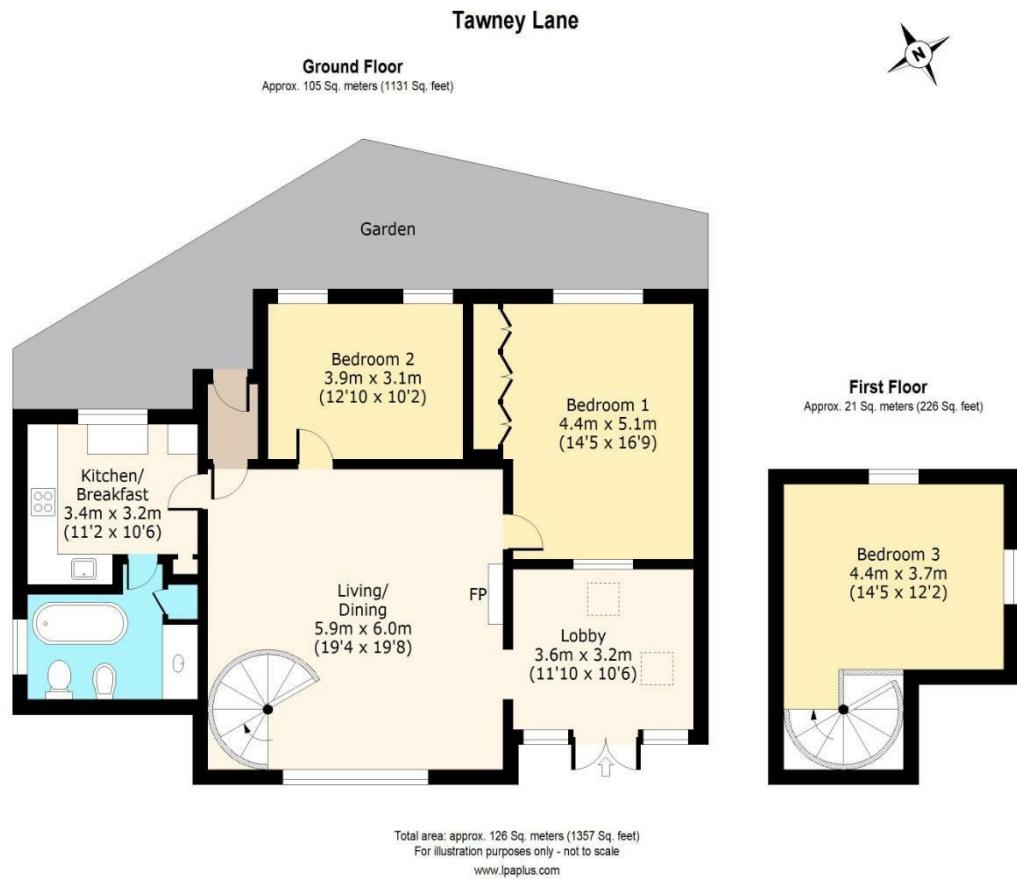 Tawney Lane
N
Ground Floor
Approx. 105 Sq. meters (1131 Sq. feet)
Garden
Bedroom 2
3.9m x 3.1m
(12'10 x 10'2)
Bedroom 1
4.4m x 5.1m
(14'5 x 16'9)
Kitchen/
Breakfast
3.4m x 3.2m
(11'2 x 10'6)
Living/
Dining
5.9m x 6.0m
(19'4 x 19'8)
FP
Lobby
3.6m x 3.2m
(11'10 x 10'6)
First Floor
Approx. 21 Sq. meters (226 Sq. feet)
Bedroom 3
4.4m x 3.7m
(14'5 x 12'2)
Total area: approx. 126 Sq. meters (1357 Sq. feet)
For illustration purposes only - not to scale
www.lpaplus.com